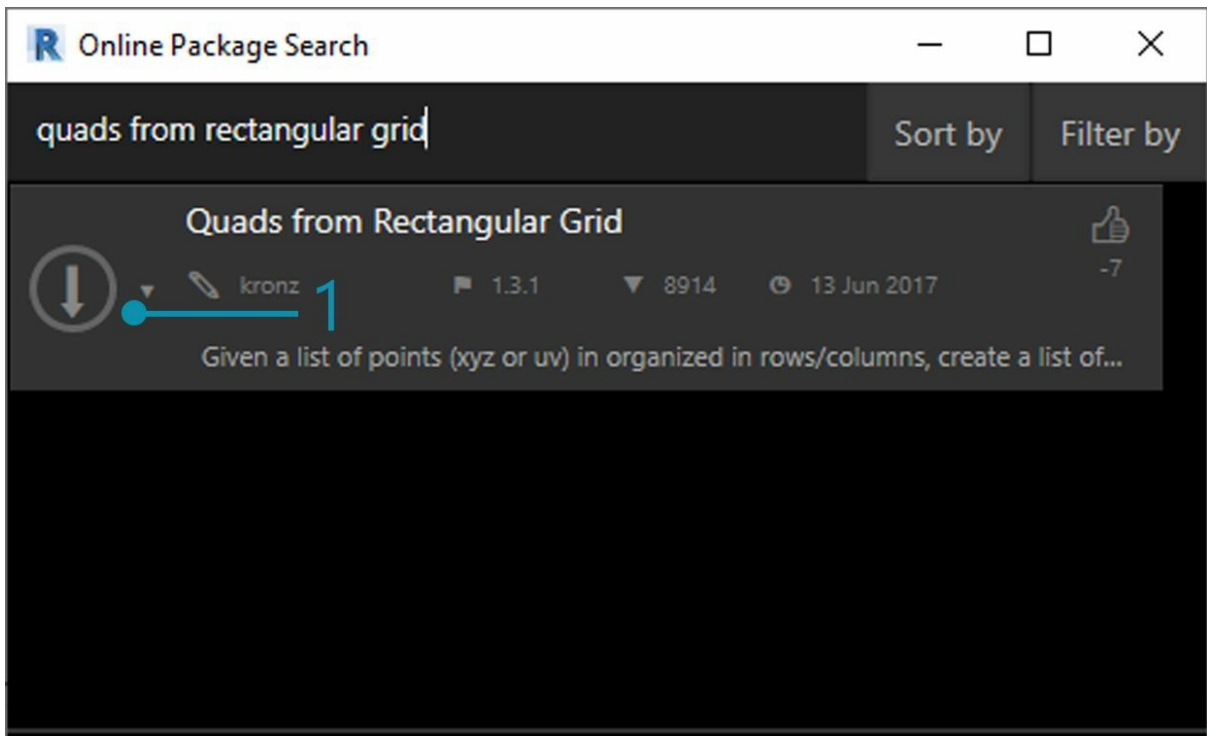 Online Package Search
quads from rectangular grid Sort by Filter by
Quads from Rectangular Grid
kronz 1.3.1 8914 13 Jun 2017 -7
1
Given a list of points (xyz or uv) in organized in rows/columns, create a list of...